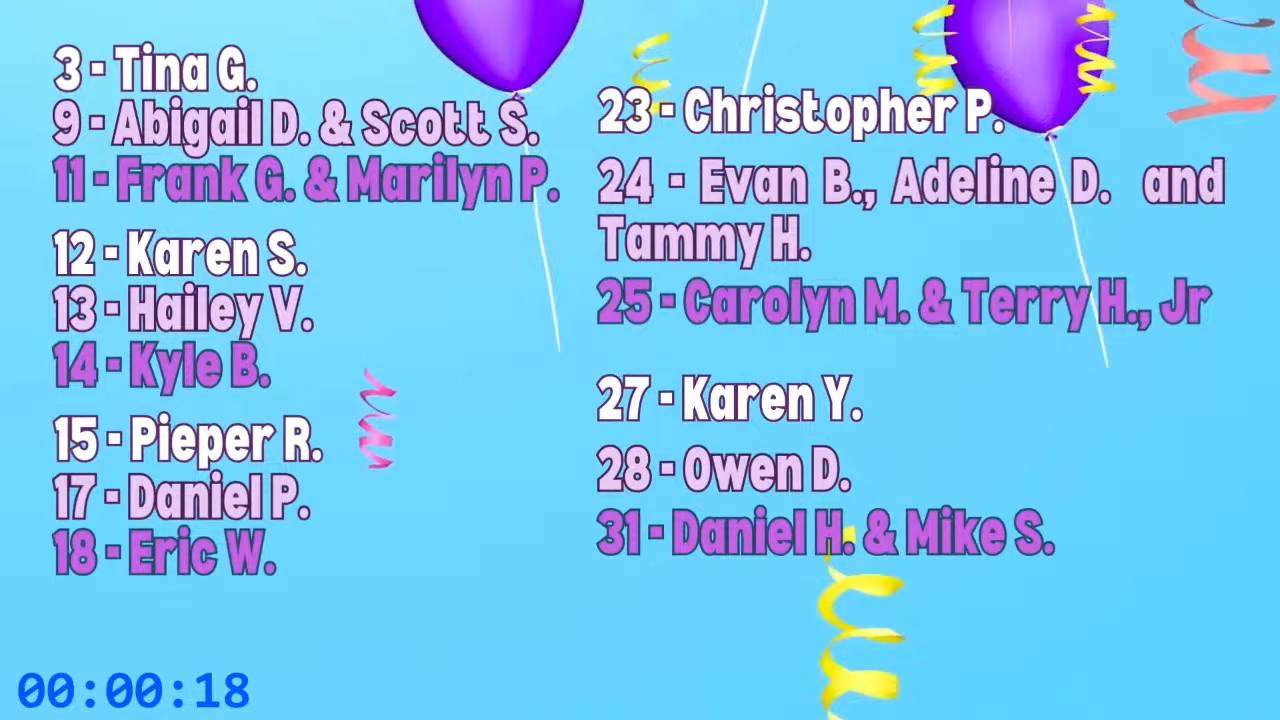 3 - Tina G.
9 - Abigail D. & Scott S.
11 - Frank G. & Marilyn P.
12 - Karen S.
13 - Hailey V.
14 - Kyle B.
15 - Pieper R.
17 - Daniel P.
18 - Eric W.
23 - Christopher P.
24 - Evan B., Adeline D. and
Tammy H.
25 - Carolyn M. & Terry H., Jr
27 - Karen Y.
28 - Owen D.
31 - Daniel H. & Mike S.
00:00:18